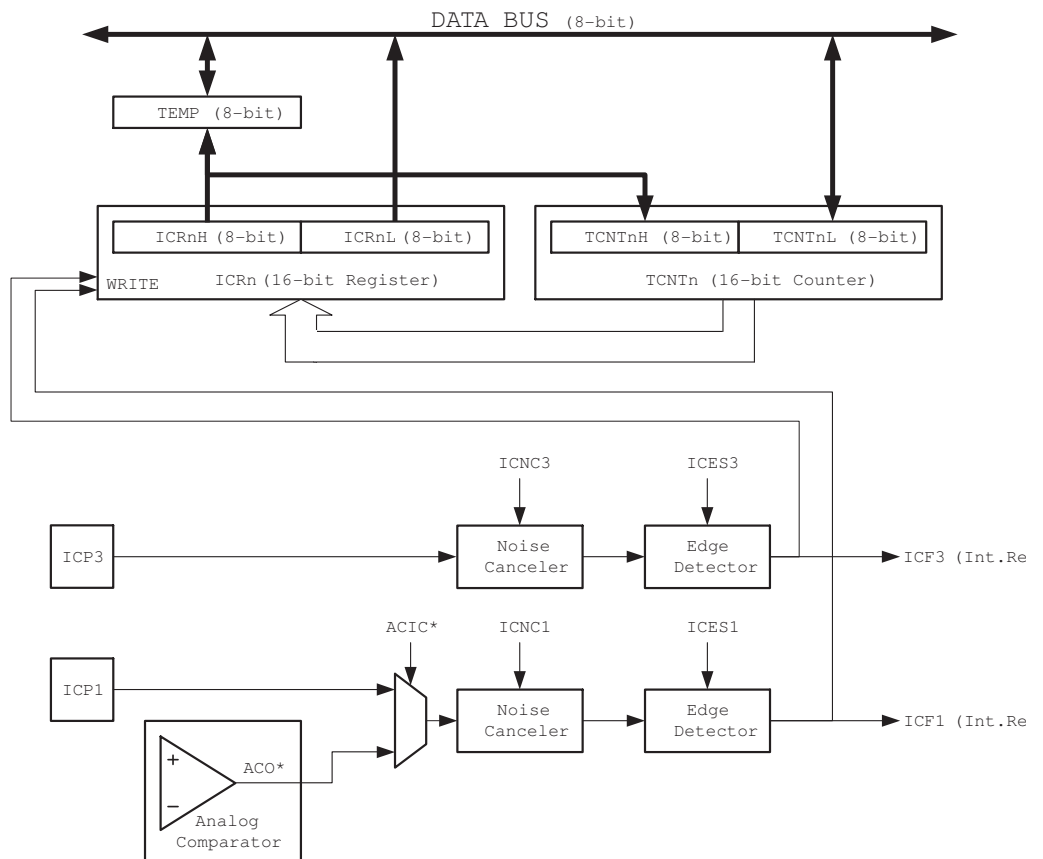 DATA BUS (8-bit)
TEMP (8-bit)
ICRnH (8-bit)
ICRnL (8-bit)
TCNTnH (8-bit)
TCNTnL (8-bit)
WRITE
ICRn (16-bit Register)
TCNTn (16-bit Counter)
ICNC3
ICES3
ICP3
Noise
Canceler
Edge
Detector
ICF3 (Int.Re
ACIC*
ICNC1
ICES1
ICP1
Noise
Canceler
Edge
Detector
ICF1 (Int.Re
+
ACO*
−
Analog
Comparator